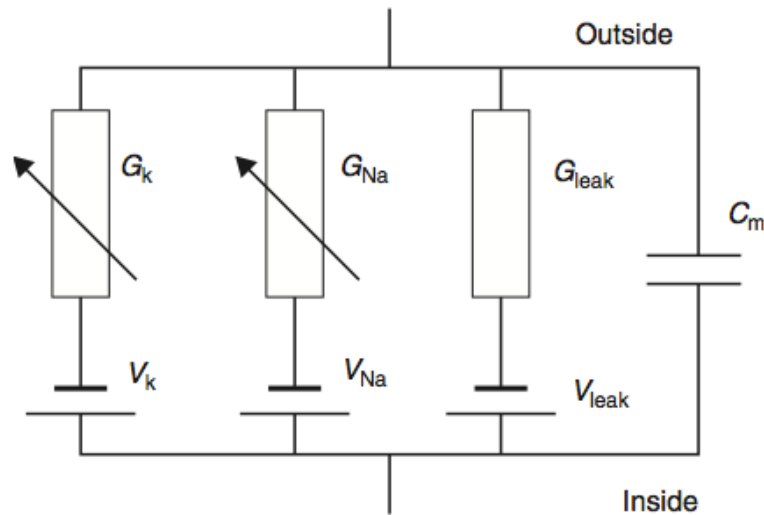 Outside
Gk
GNa
Gleak
Cm
Vk
VNa
Vleak
Inside